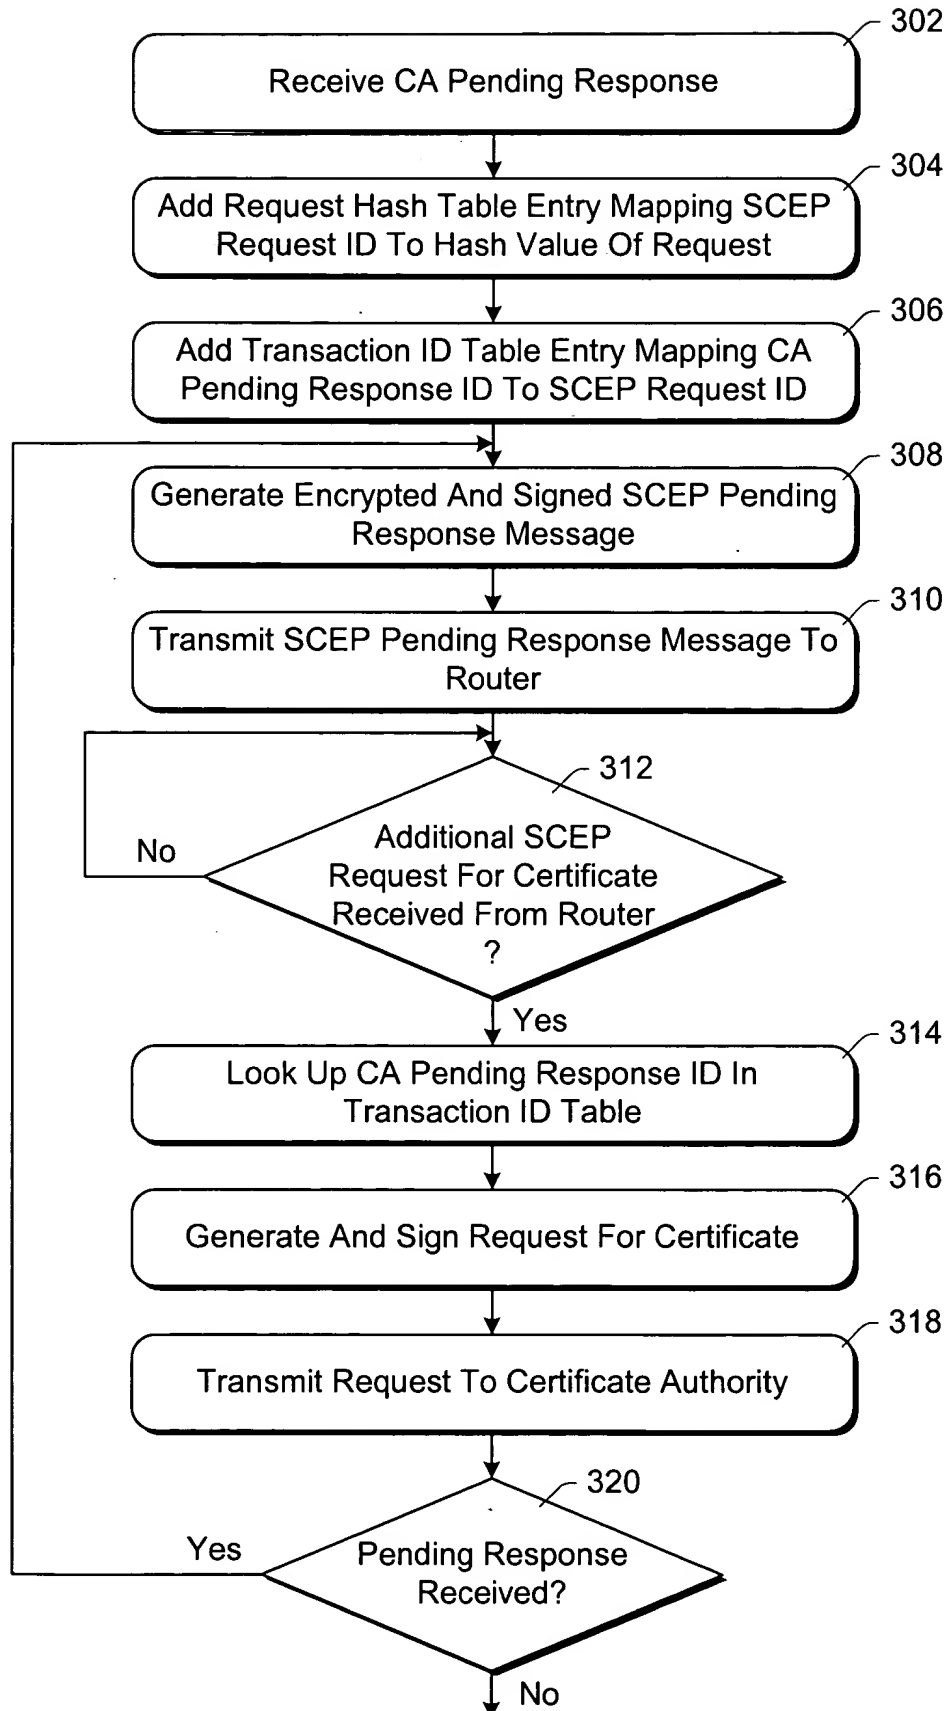 302
Receive CA Pending Response
304
Add Request Hash Table Entry Mapping SCEP
Request ID To Hash Value Of Request
306
Add Transaction ID Table Entry Mapping CA
Pending Response ID To SCEP Request ID
308
Generate Encrypted And Signed SCEP Pending
Response Message
310
Transmit SCEP Pending Response Message To
Router
312
No
Additional SCEP
Request For Certificate
Received From Router
?
Yes
314
Look Up CA Pending Response ID In
Transaction ID Table
316
Generate And Sign Request For Certificate
318
Transmit Request To Certificate Authority
320
Yes
Pending Response
Received?
No